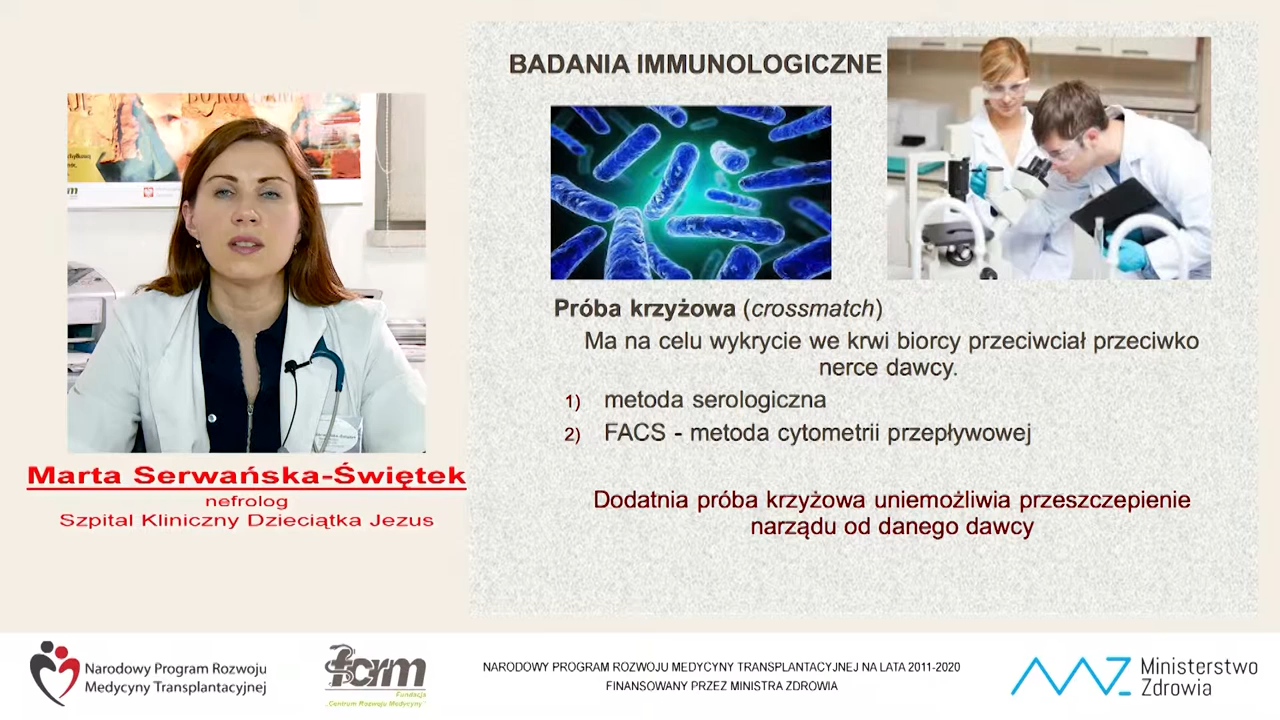 BADANIA IMMUNOLOGICZNE
Próba krzyżowa (crossmatch)
Ma na celu wykrycie we krwi biorcy przeciwciał przeciwko
nerce dawcy.
1) metoda serologiczna
2) FACS - metoda cytometrii przepływowej
Dodatnia próba krzyżowa uniemożliwia przeszczepienie
narządu od danego dawcy
Marta Serwańska-Świętek
nefrolog
Szpital Kliniczny Dzieciątka Jezus
Narodowy Program Rozwoju
Medycyny Transplantacyjnej
fcrm
Fundacja
„Centrum Rozwoju Medycyny"
NARODOWY PROGRAM ROZWOJU MEDYCYNY TRANSPLANTACYJNEJ NA LATA 2011-2020
FINANSOWANY PRZEZ MINISTRA ZDROWIA
Ministerstwo
Zdrowia